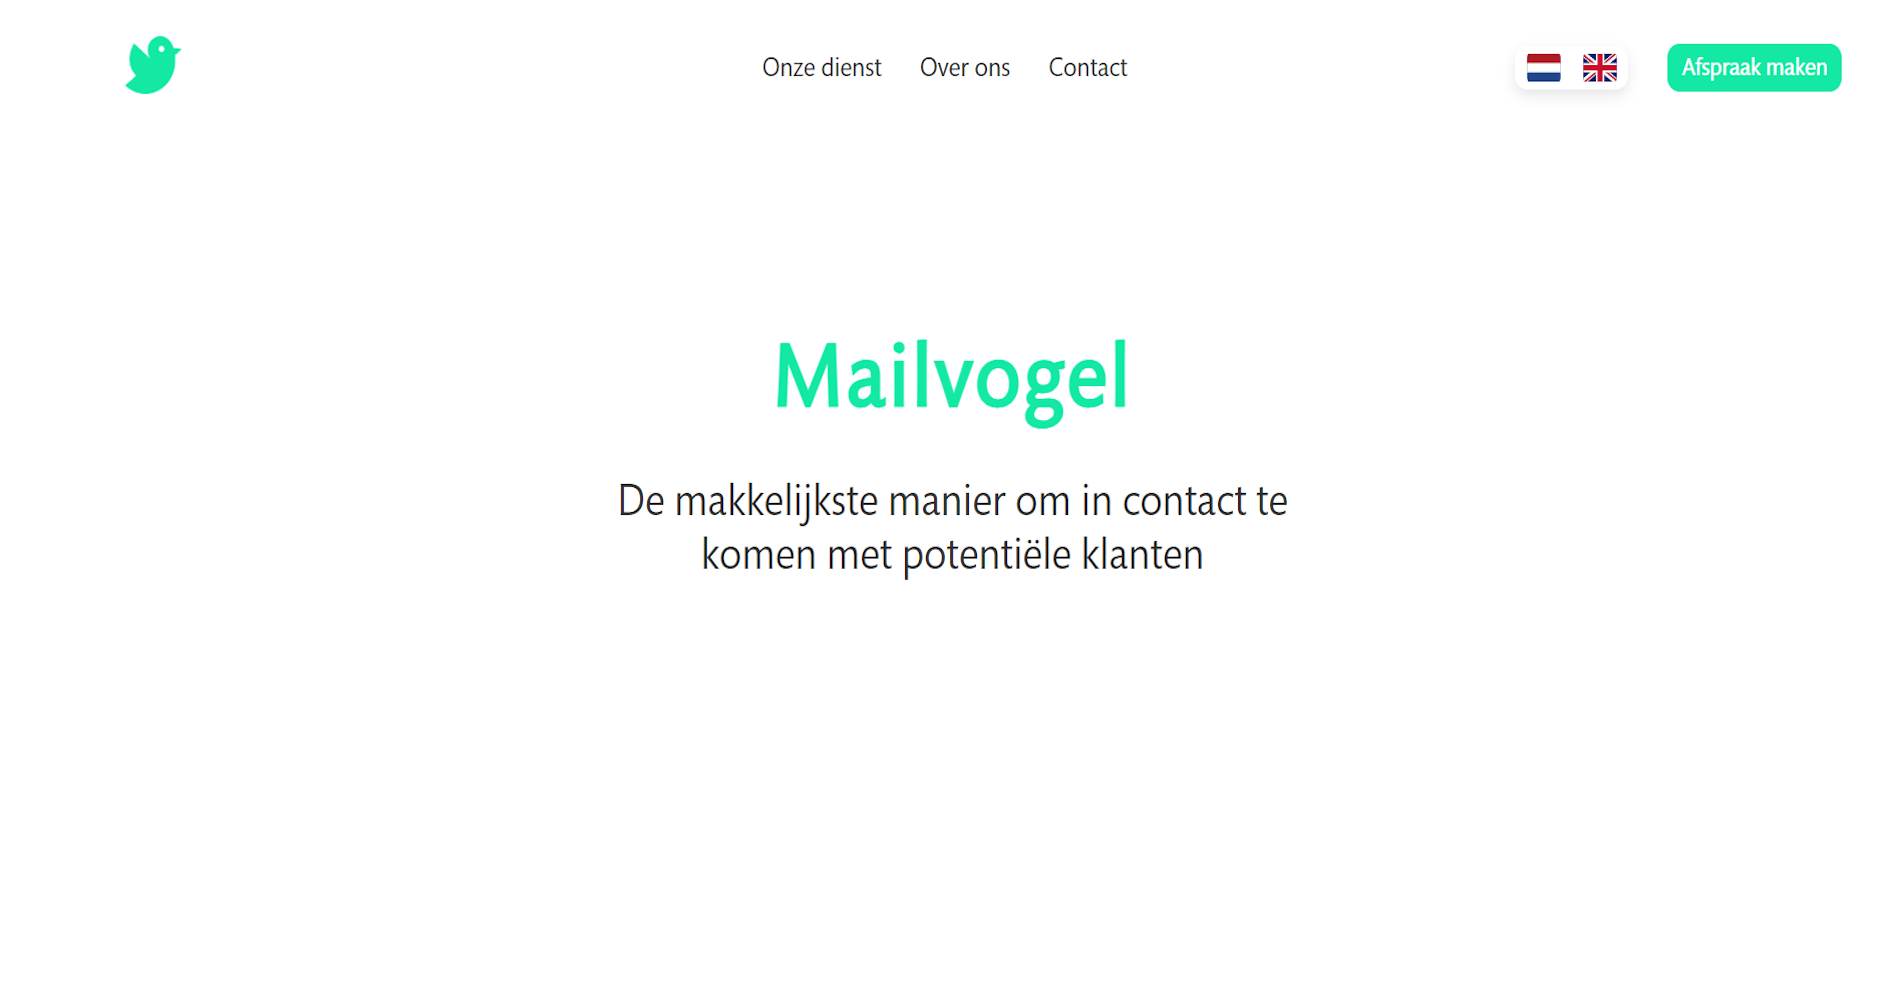 Onze dienst Over ons Contact Afspraak maken
Mailvogel
De makkelijkste manier om in contact te
komen met potentiële klanten